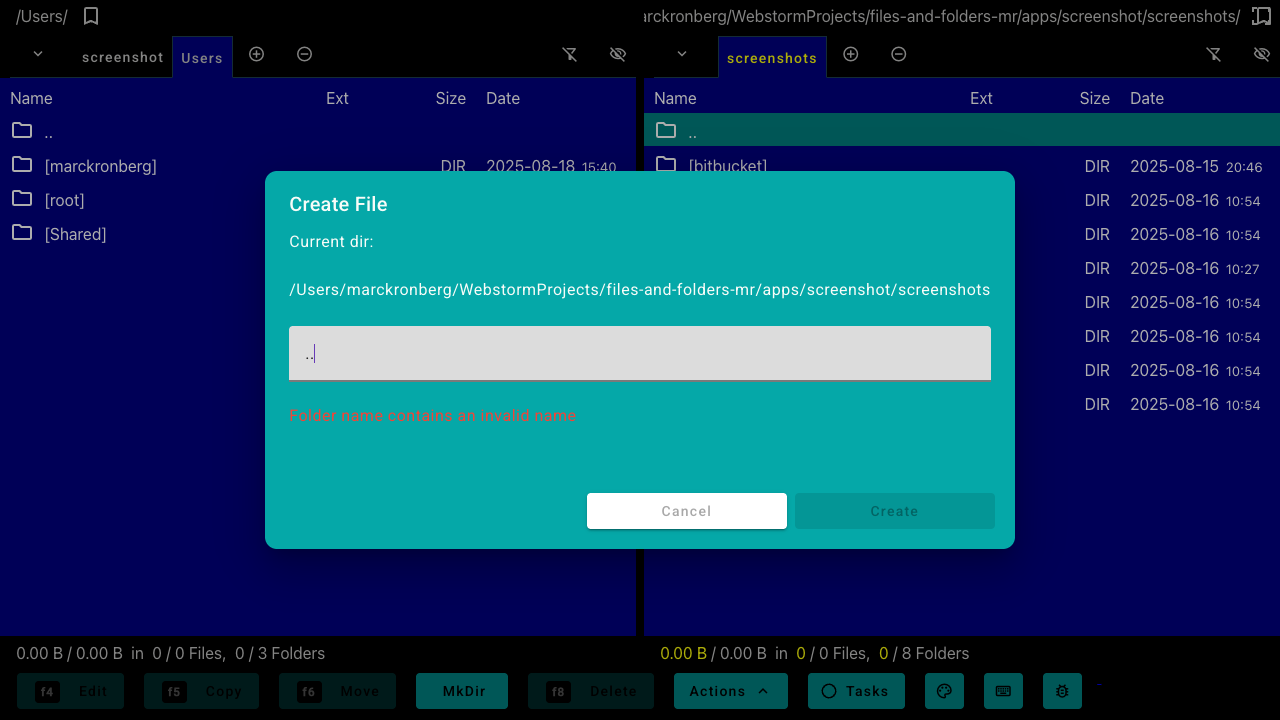 /Users/
arckronberg/WebstormProjects/files-and-folders-mr/apps/screenshot/screenshots/
screenshot Users
screenshots
Name Ext Size Date
..
[marckronberg] DIR 2025-08-18 15:40
[root]
[Shared]
Name Ext Size Date
..
[bitbucket] DIR 2025-08-15 20:46
DIR 2025-08-16 10:54
DIR 2025-08-16 10:54
DIR 2025-08-16 10:27
DIR 2025-08-16 10:54
DIR 2025-08-16 10:54
DIR 2025-08-16 10:54
DIR 2025-08-16 10:54
Create File
Current dir:
/Users/marckronberg/WebstormProjects/files-and-folders-mr/apps/screenshot/screenshots
..
Folder name contains an invalid name
Cancel Create
0.00 B / 0.00 B in 0 / 0 Files, 0 / 3 Folders
0.00 B / 0.00 B in 0 / 0 Files, 0 / 8 Folders
f4 Edit f5 Copy f6 Move MkDir f8 Delete Actions Tasks